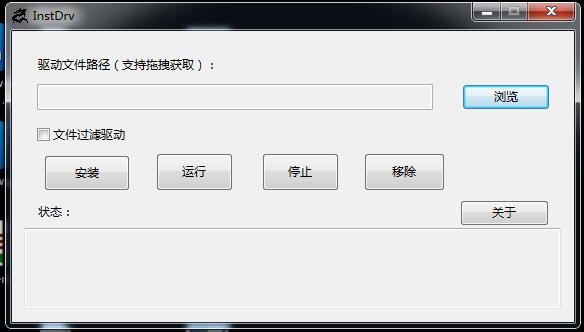 InstDrv
驱动文件路径（支持拖拽获取）：
浏览
文件过滤驱动
安装 运行 停止 移除
状态：
关于